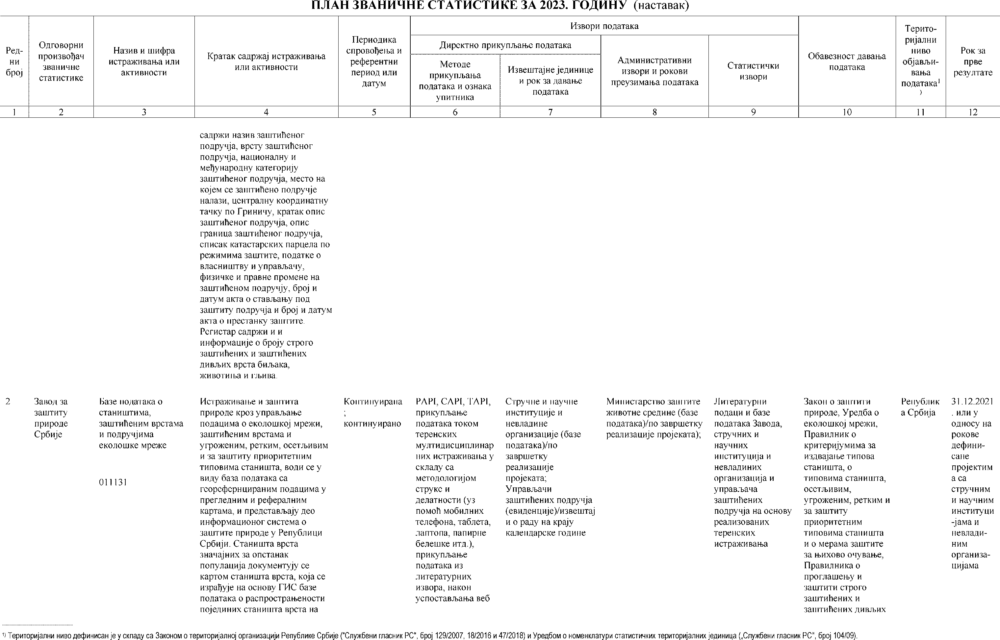 ПЛАН ЗВАНИЧНЕ СТАТИСТИКЕ ЗА 2023. ГОДИНУ (наставак)
Ред-
ни
број
Одговорни
произвођач
званичне
статистике
Назив и шифра
истраживања или
активности
Кратак садржај истраживања
или активности
Периодика
спровођења и
референтни
период или
датум
Извори података
Директно прикупљање података
Методе
прикупљања
података и ознака
упитника
Извештајне јединице
и рок за давање
података
Административни
извори и рокови
преузимања података
Статистички
извори
Обавезност давања
података
Терито-
ријални
ниво
објављи-
вања
података¹
)
Рок за
прве
резултате
1 2 3 4 5 6 7 8 9 10 11 12
садржи назив заштићеног
подручја, врсту заштићеног
подручја, националну и
међународну категорију
заштићеног подручја, место на
којем се заштићено подручје
налази, централну координатну
тачку по Гриничу, кратак опис
заштићеног подручја, опис
граница заштићеног подручја,
списак катастарских парцела по
режимима заштите, податке о
власништву и управљачу,
физичке и правне промене на
заштићеном подручју, број и
датум акта о стављању под
заштиту подручја и број и датум
акта о престанку заштите.
Регистар садржи и и
информације о броју строго
заштићених и заштићених
дивљих врста биљака,
животиња и гљива.
2
Завод за
заштиту
природе
Србије
Базе података о
стаништима,
заштићеним врстама
и подручјима
еколошке мреже
011131
Истраживање и заштита
природе кроз управљање
подацима о еколошкој мрежи,
заштићеним врстама и
угроженим, ретким, осетљивим
и за заштиту приоритетним
типовима станишта, води се у
виду база података са
георефернцираним подацима у
прегледним и рефералним
картама, и представљају део
информационог система о
заштите природе у Републици
Србији. Станишта врста
значајних за опстанак
популација документују се
картом станишта врста, која се
израђује на основу ГИС базе
података о распрострањености
појединих станишта врста на
Континуирана
;
континуирано
PAPI, CAPI, TAPI,
прикупљање
података током
теренских
мултидисциплинар
них истраживања у
складу са
методологијом
струке и
делатности (уз
помоћ мобилних
телефона, таблета,
лаптопа, папирне
белешке итд.),
прикупљање
података из
литературних
извора, након
успостављања веб
Стручне и научне
институције и
невладине
организације (базе
података)/по
завршетку
реализације
пројеката;
Управљачи
заштићених подручја
(евиденције)/извештај
и о раду на крају
календарске године
Министарство заштите
животне средине (базе
података)/по завршетку
реализације пројеката);
Литературни
подаци и базе
података Завода,
стручних и
научних
институција и
невладиних
организација и
управљача
заштићених
подручја на основу
реализованих
теренских
истраживања
Закон о заштити
природе, Уредба о
еколошкој мрежи,
Правилник о
критеријумима за
издвајање типова
станишта, о
типовима станишта,
осетљивим,
угроженим, ретким и
за заштиту
приоритетним
типовима станишта
и о мерама заштите
за њихово очување,
Правилника о
проглашењу и
заштити строго
заштићених и
заштићених дивљих
Републик
а Србија
31.12.2021
. или у
односу на
рокове
дефини-
сане
пројектим
а са
стручним
и научним
институци
-јама и
невлади-
ним
организа-
цијама
¹⁾ Територијални ниво дефинисан је у складу са Законом о територијалној организацији Републике Србије ("Службени гласник РС", број 129/2007, 18/2016 и 47/2018) и Уредбом о номенклатури статистичких територијалних јединица („Службени гласник РС", број 104/09).